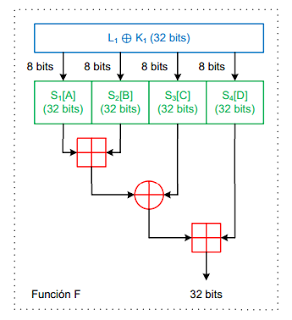 L₁ ⊕ K₁ (32 bits)
8 bits 8 bits 8 bits 8 bits
S₁[A] S₂[B] S₃[C] S₄[D]
(32 bits) (32 bits) (32 bits) (32 bits)
Función F 32 bits